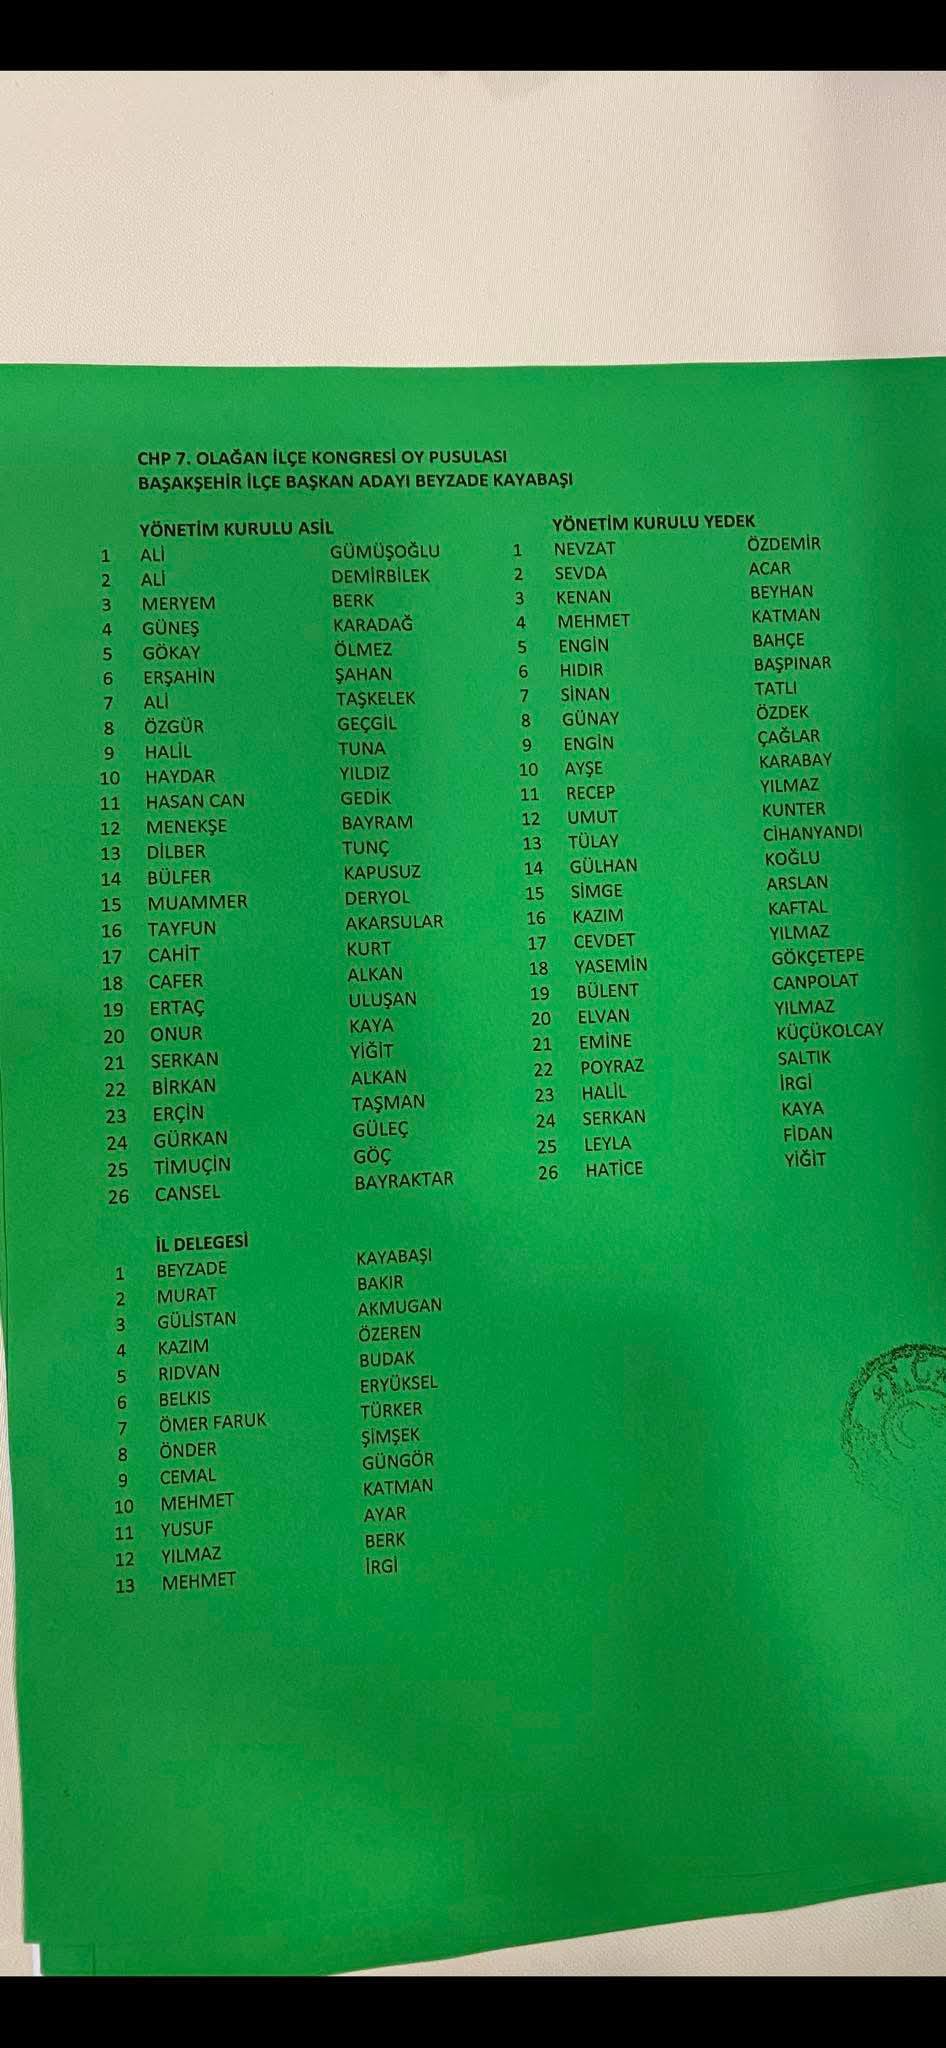 CHP 7. OLAĞAN İLÇE KONGRESİ OY PUSULASI
BAŞAKŞEHİR İLÇE BAŞKAN ADAYI BEYZADE KAYABAŞI
YÖNETİM KURULU ASİL
1 ALİ GÜMÜŞOĞLU
2 ALİ DEMİRBİLEK
3 MERYEM BERK
4 GÜNEŞ KARADAĞ
5 GÖKAY ÖLMEZ
6 ERŞAHİN ŞAHAN
7 ALİ TAŞKELEK
8 ÖZGÜR GEÇGİL
9 HALİL TUNA
10 HAYDAR YILDIZ
11 HASAN CAN GEDİK
12 MENEKŞE BAYRAM
13 DİLBER TUNÇ
14 BÜLFER KAPUSUZ
15 MUAMMER DERYOL
16 TAYFUN AKARSULAR
17 CAHİT KURT
18 CAFER ALKAN
19 ERTAÇ ULUŞAN
20 ONUR KAYA
21 SERKAN YİĞİT
22 BİRKAN ALKAN
23 ERÇİN TAŞMAN
24 GÜRKAN GÜLEÇ
25 TİMUÇİN GÖÇ
26 CANSEL BAYRAKTAR
YÖNETİM KURULU YEDEK
1 NEVZAT ÖZDEMİR
2 SEVDA ACAR
3 KENAN BEYHAN
4 MEHMET KATMAN
5 ENGİN BAHÇE
6 HIDIR BAŞPINAR
7 SİNAN TATLI
8 GÜNAY ÖZDEK
9 ENGİN ÇAĞLAR
10 AYŞE KARABAY
11 RECEP YILMAZ
12 UMUT KUNTER
13 TÜLAY CİHANYANDI
14 GÜLHAN KOĞLU
15 SİMGE ARSLAN
16 KAZIM KAFTAL
17 CEVDET YILMAZ
18 YASEMİN GÖKÇETEPE
19 BÜLENT CANPOLAT
20 ELVAN YILMAZ
21 EMİNE KÜÇÜKOLCAY
22 POYRAZ SALTIK
23 HALİL İRGİ
24 SERKAN KAYA
25 LEYLA FİDAN
26 HATİCE YİĞİT
İL DELEGESİ
1 BEYZADE KAYABAŞI
2 MURAT BAKIR
3 GÜLİSTAN AKMUGAN
4 KAZIM ÖZEREN
5 RIDVAN BUDAK
6 BELKIS ERYÜKSEL
7 ÖMER FARUK TÜRKER
8 ÖNDER ŞİMŞEK
9 CEMAL GÜNGÖR
10 MEHMET KATMAN
11 YUSUF AYAR
12 YILMAZ BERK
13 MEHMET İRGİ
T.C.